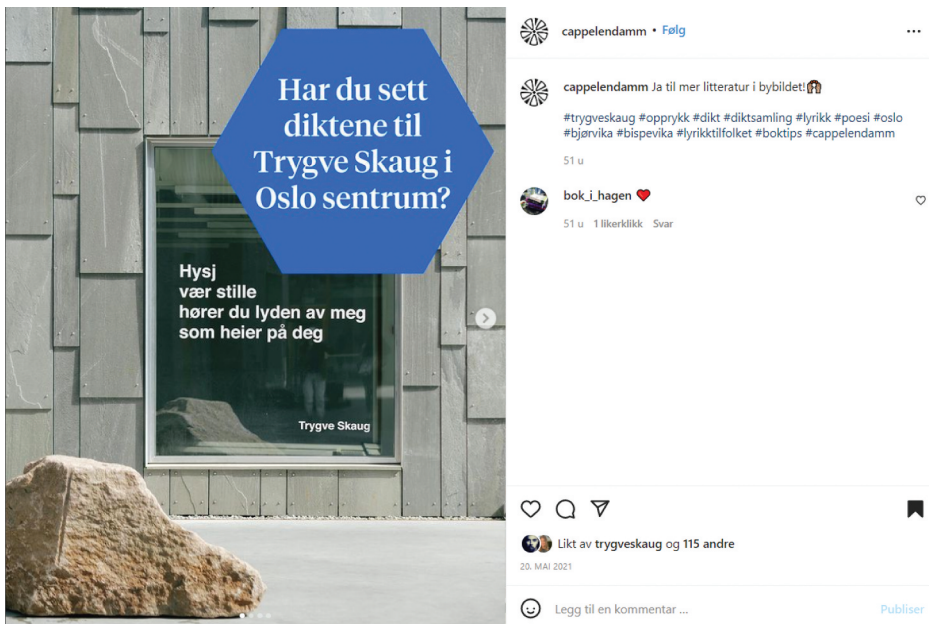 Har du sett
diktene til
Trygve Skaug i
Oslo sentrum?
Hysj
vær stille
hører du lyden av meg
som heier på deg
Trygve Skaug
cappelendamm • Følg
cappelendamm Ja til mer litteratur i bybildet!
#trygveskaug #opprykk #dikt #diktsamling #lyrikk #poesi #oslo
#bjørvika #bispevika #lyrikktilfolket #boktips #cappelendamm
51 u
bok_i_hagen ❤️
51 u 1 likerklikk Svar
Likt av trygveskaug og 115 andre
20. MAI 2021
Legg til en kommentar ... Publiser